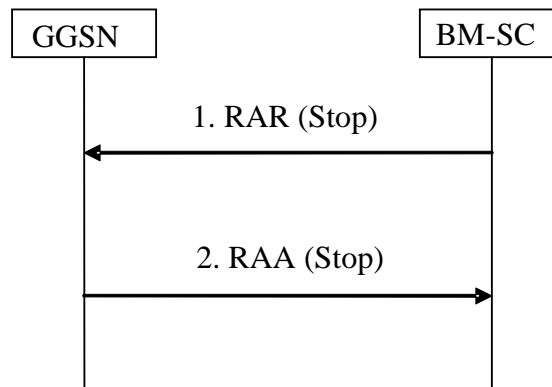 GGSN
BM-SC
1. RAR (Stop)
2. RAA (Stop)